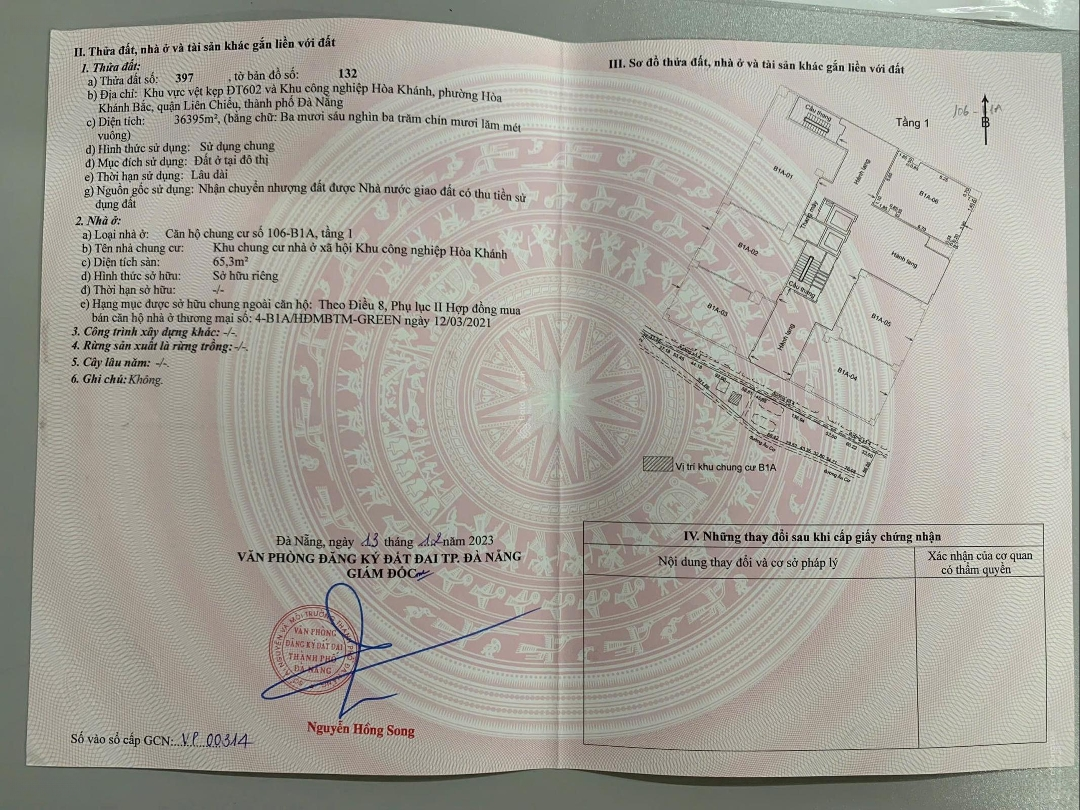 II. Thửa đất, nhà ở và tài sản khác gắn liền với đất
1. Thửa đất:
a) Thửa đất số: 397 , tờ bản đồ số: 132
b) Địa chỉ: Khu vực vệt kẹp ĐT602 và Khu công nghiệp Hòa Khánh, phường Hòa
Khánh Bắc, quận Liên Chiểu, thành phố Đà Nẵng
c) Diện tích: 36395m², (bằng chữ: Ba mươi sáu nghìn ba trăm chín mươi lăm mét
vuông)
d) Hình thức sử dụng: Sử dụng chung
đ) Mục đích sử dụng: Đất ở tại đô thị
e) Thời hạn sử dụng: Lâu dài
g) Nguồn gốc sử dụng: Nhận chuyển nhượng đất được Nhà nước giao đất có thu tiền sử
dụng đất
2. Nhà ở:
a) Loại nhà ở: Căn hộ chung cư số 106-B1A, tầng 1
b) Tên nhà chung cư: Khu chung cư nhà ở xã hội Khu công nghiệp Hòa Khánh
c) Diện tích sàn: 65,3m²
d) Hình thức sở hữu: Sở hữu riêng
đ) Thời hạn sở hữu: -/-
e) Hạng mục được sở hữu chung ngoài căn hộ: Theo Điều 8, Phụ lục II Hợp đồng mua
bán căn hộ nhà ở thương mại số: 4-B1A/HĐMBTM-GREEN ngày 12/03/2021
3. Công trình xây dựng khác: -/-
4. Rừng sản xuất là rừng trồng: -/-
5. Cây lâu năm: -/-
6. Ghi chú: Không.
Đà Nẵng, ngày 13 tháng 12 năm 2023
VĂN PHÒNG ĐĂNG KÝ ĐẤT ĐAI TP. ĐÀ NẴNG
GIÁM ĐỐC
VĂN PHÒNG
ĐĂNG KÝ ĐẤT ĐAI
THÀNH PHỐ
ĐÀ NẴNG
Nguyễn Hồng Song
Số vào sổ cấp GCN: VP 00314
III. Sơ đồ thửa đất, nhà ở và tài sản khác gắn liền với đất
Tầng 1
B
Cầu thang
B1A-01
Hành lang
B1A-06
Thang máy
B1A-02
Hành lang
Cầu thang
B1A-03
Hành lang
B1A-05
B1A-04
đường Âu Cơ
đường Âu Cơ
Vị trí khu chung cư B1A
IV. Những thay đổi sau khi cấp giấy chứng nhận
Nội dung thay đổi và cơ sở pháp lý
Xác nhận của cơ quan
có thẩm quyền